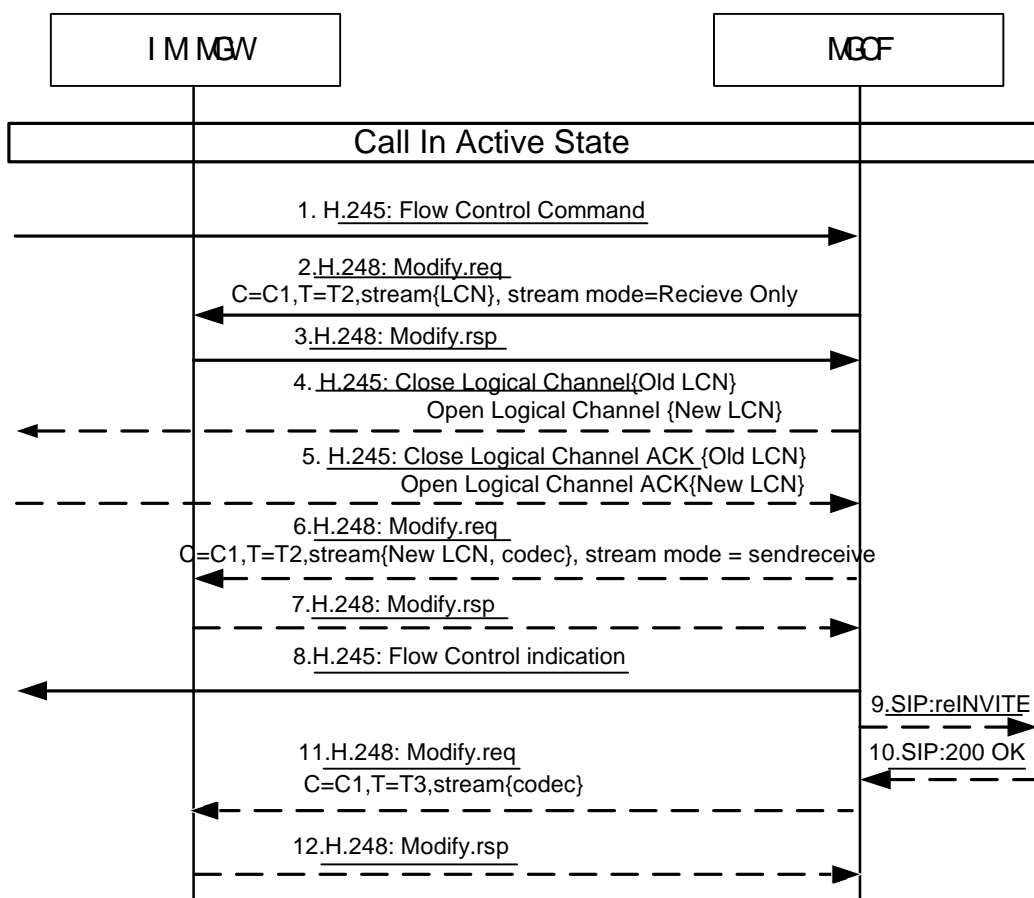 IM MGW
MGCF
Call In Active State
1. H.245: Flow Control Command
2.H.248: Modify.req
C=C1,T=T2,stream{LCN}, stream mode=Recieve Only
3.H.248: Modify.rsp
4. H.245: Close Logical Channel{Old LCN}
Open Logical Channel {New LCN}
5. H.245: Close Logical Channel ACK {Old LCN}
Open Logical Channel ACK{New LCN}
6.H.248: Modify.req
C=C1,T=T2,stream{New LCN, codec}, stream mode = sendreceive
7.H.248: Modify.rsp
8.H.245: Flow Control indication
9.SIP:reINVITE
10.SIP:200 OK
11.H.248: Modify.req
C=C1,T=T3,stream{codec}
12.H.248: Modify.rsp